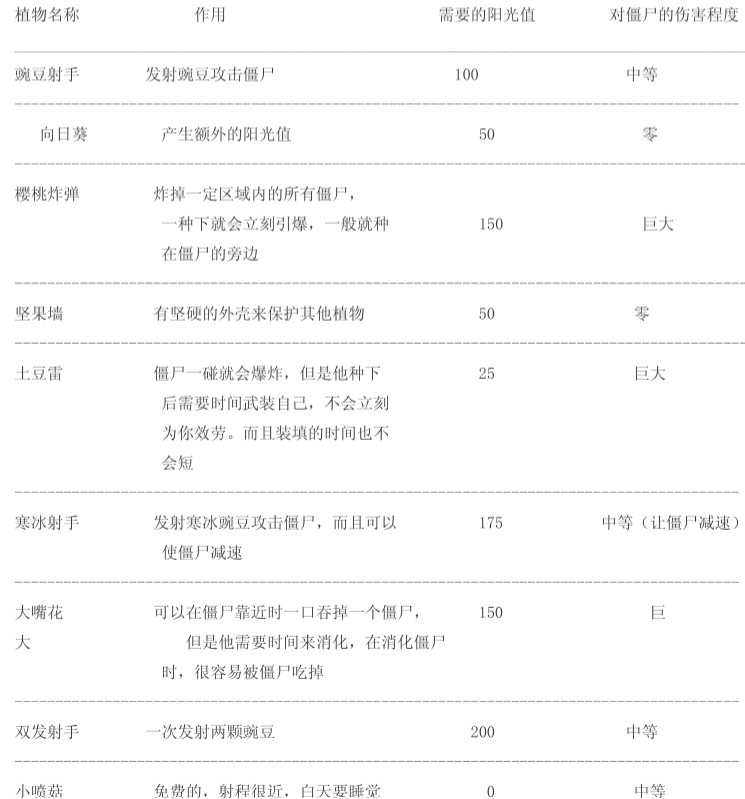 植物名称 作用 需要的阳光值 对僵尸的伤害程度
豌豆射手 发射豌豆攻击僵尸 100 中等
向日葵 产生额外的阳光值 50 零
樱桃炸弹 炸掉一定区域内的所有僵尸，
一种下就会立刻引爆，一般就种 150 巨大
在僵尸的旁边
坚果墙 有坚硬的外壳来保护其他植物 50 零
土豆雷 僵尸一碰就会爆炸，但是他种下 25 巨大
后需要时间武装自己，不会立刻
为你效劳。而且装填的时间也不
会短
寒冰射手 发射寒冰豌豆攻击僵尸，而且可以 175 中等（让僵尸减速）
使僵尸减速
大嘴花 可以在僵尸靠近时一口吞掉一个僵尸， 150 巨
大 但是他需要时间来消化，在消化僵尸
时，很容易被僵尸吃掉
双发射手 一次发射两颗豌豆 200 中等
小喷菇 免费的，射程很近，白天要睡觉 0 中等